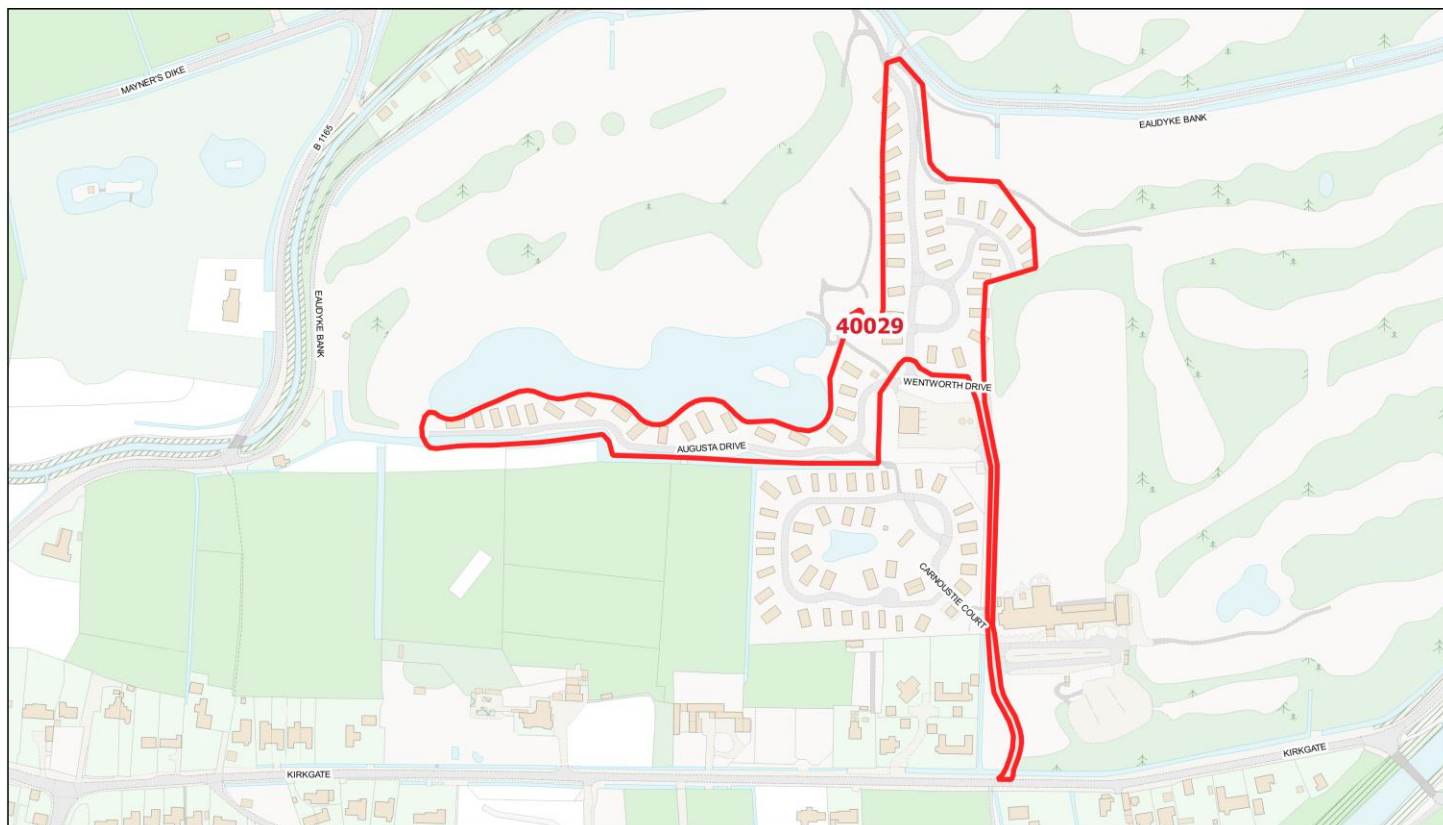 MAYNER'S DIKE
B 1165
EAUDYKE BANK
EAUDYKE BANK
40029
WENTWORTH DRIVE
AUGUSTA DRIVE
CARNOUSTIE COURT
KIRKGATE
KIRKGATE